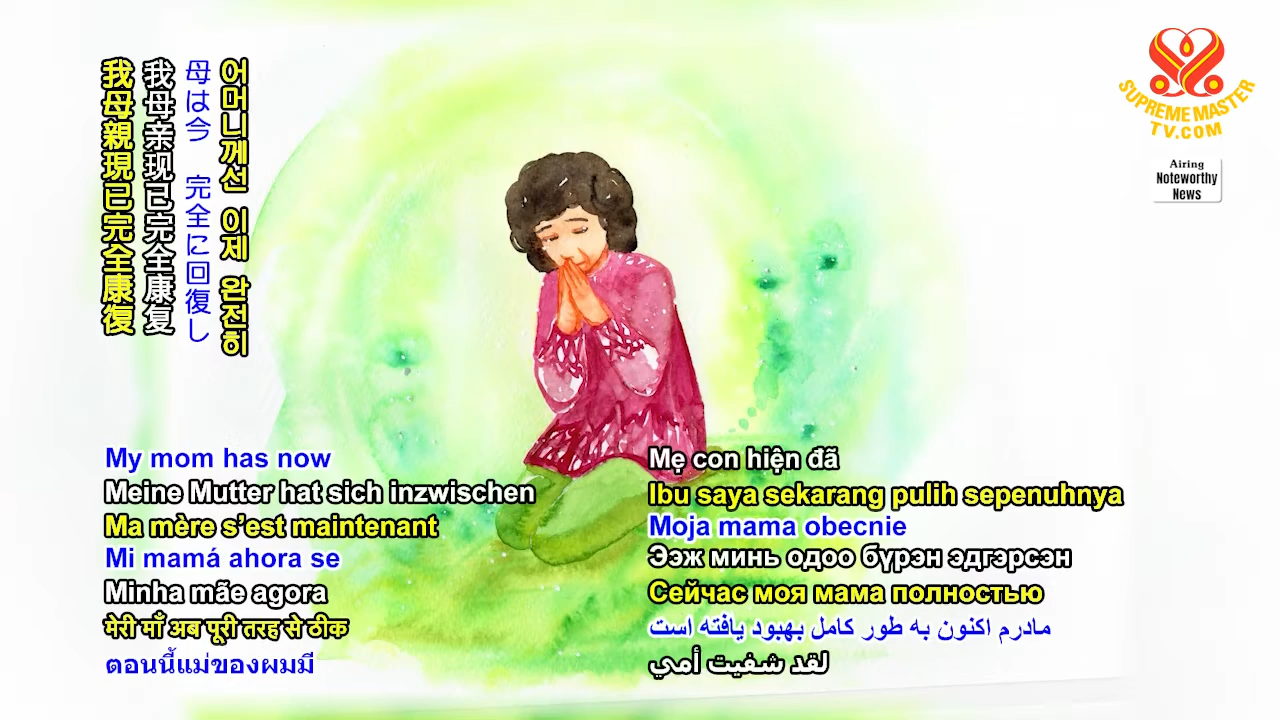 我母親現已完全康復
我母亲现已完全康复
母は今　完全に回復し
어머니께선 이제 완전히
SUPREME MASTER
TV.COM
Airing
Noteworthy
News
My mom has now
Meine Mutter hat sich inzwischen
Ma mère s’est maintenant
Mi mamá ahora se
Minha mãe agora
मेरी माँ अब पूरी तरह से ठीक
ตอนนี้แม่ของผมมี
Mẹ con hiện đã
Ibu saya sekarang pulih sepenuhnya
Moja mama obecnie
Ээж минь одоо бүрэн эдгэрсэн
Сейчас моя мама полностью
مادرم اکنون به طور کامل بهبود یافته است
لقد شفيت أمي